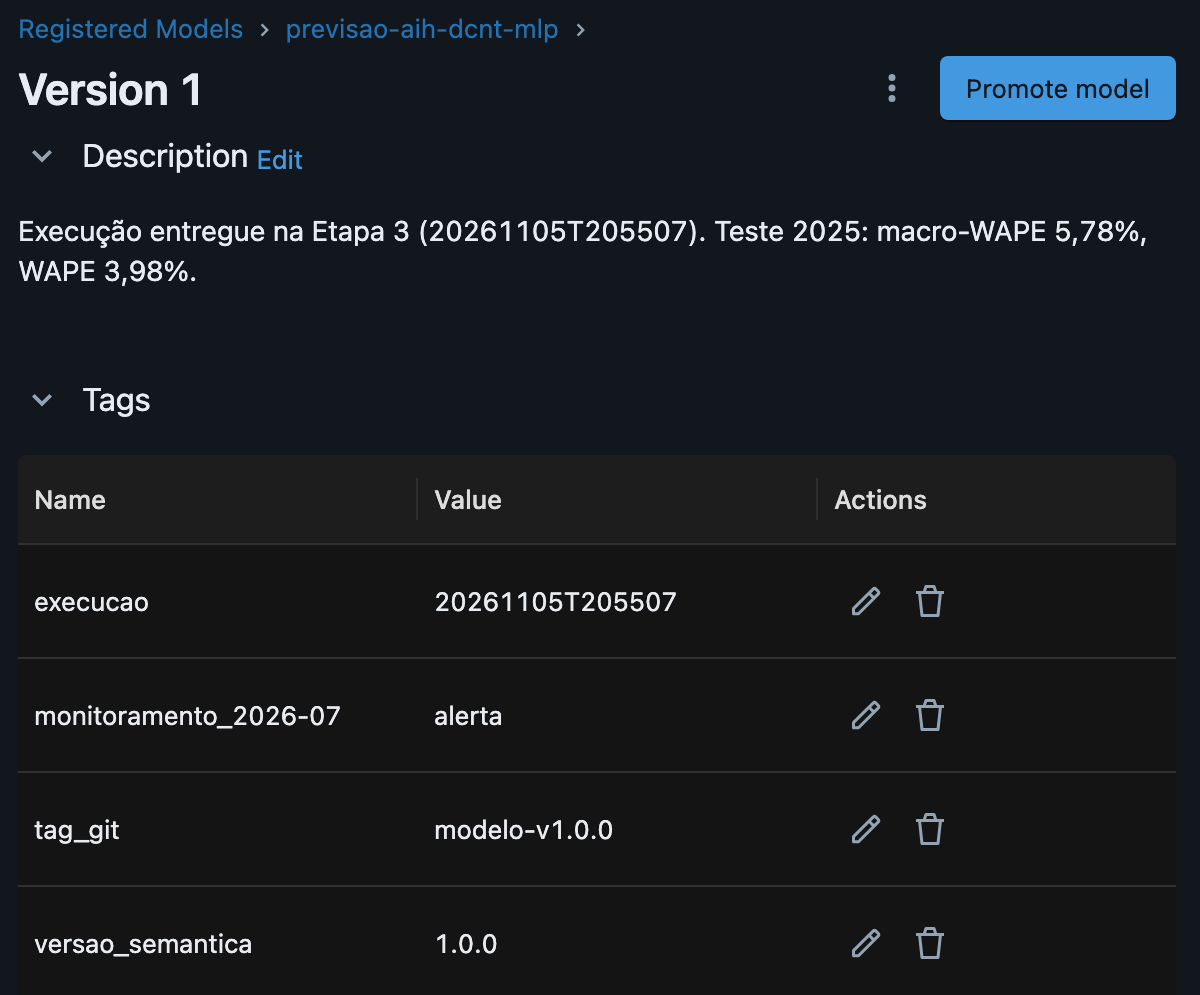 Registered Models > previsao-aih-dcnt-mlp >
Version 1
Promote model
Description Edit
Execução entregue na Etapa 3 (20261105T205507). Teste 2025: macro-WAPE 5,78%,
WAPE 3,98%.
Tags
Name Value Actions
execucao 20261105T205507
monitoramento_2026-07 alerta
tag_git modelo-v1.0.0
versao_semantica 1.0.0